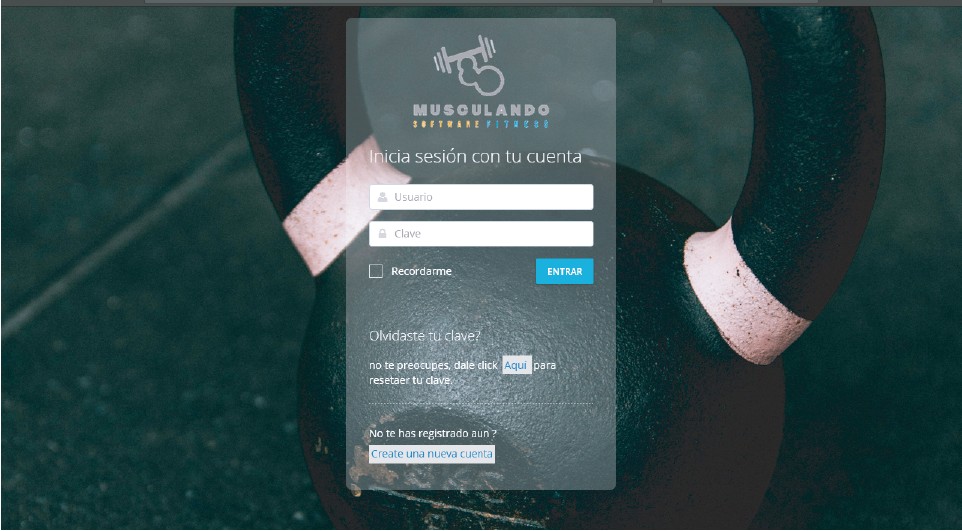 MUSCULANDO
SOFTWARE FITNESS
Inicia sesión con tu cuenta
Usuario
Clave
Recordarme
ENTRAR
Olvidaste tu clave?
no te preocupes, dale click Aquí para
resetaer tu clave.
No te has registrado aun ?
Create una nueva cuenta